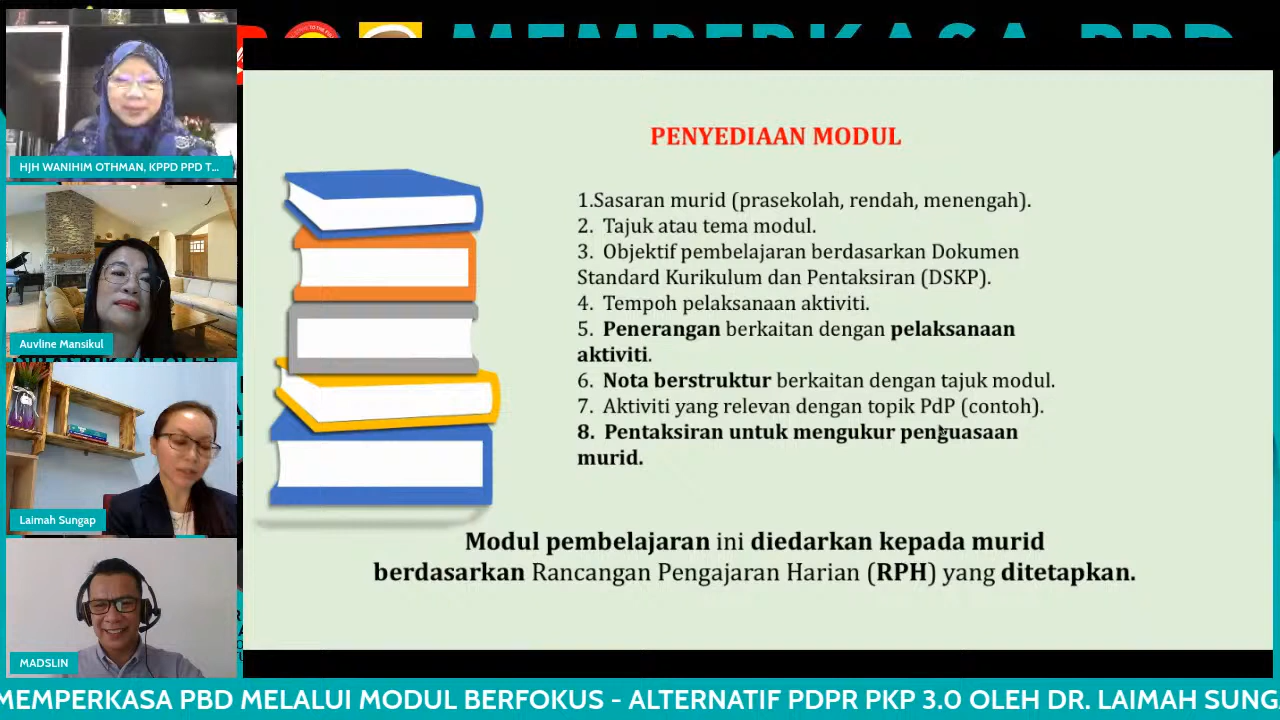 MEMPERKASA PBD
HJH WANIHIM OTHMAN, KPPD PPD T...
Auvline Mansikul
Laimah Sungap
MADSLIN
PENYEDIAAN MODUL
1.Sasaran murid (prasekolah, rendah, menengah).
2. Tajuk atau tema modul.
3. Objektif pembelajaran berdasarkan Dokumen
Standard Kurikulum dan Pentaksiran (DSKP).
4. Tempoh pelaksanaan aktiviti.
5. Penerangan berkaitan dengan pelaksanaan
aktiviti.
6. Nota berstruktur berkaitan dengan tajuk modul.
7. Aktiviti yang relevan dengan topik PdP (contoh).
8. Pentaksiran untuk mengukur penguasaan
murid.
Modul pembelajaran ini diedarkan kepada murid
berdasarkan Rancangan Pengajaran Harian (RPH) yang ditetapkan.
MEMPERKASA PBD MELALUI MODUL BERFOKUS - ALTERNATIF PDPR PKP 3.0 OLEH DR. LAIMAH SUNGA